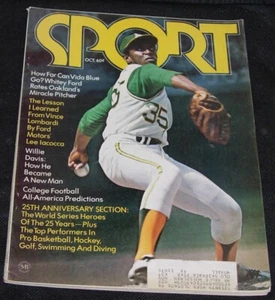 SPORT
OCT. 60¢
How Far Can Vida Blue
Go? Whitey Ford
Rates Oakland's
Miracle Pitcher
The Lesson
I Learned
From Vince
Lombardi
By Ford
Motors'
Lee Iacocca
Willie
Davis:
How He
Became
A New Man
College Football
All-America Predictions
25TH ANNIVERSARY SECTION:
The World Series Heroes
Of The 25 Years—Plus
The Top Performers In
Pro Basketball, Hockey,
Golf, Swimming And Diving
35